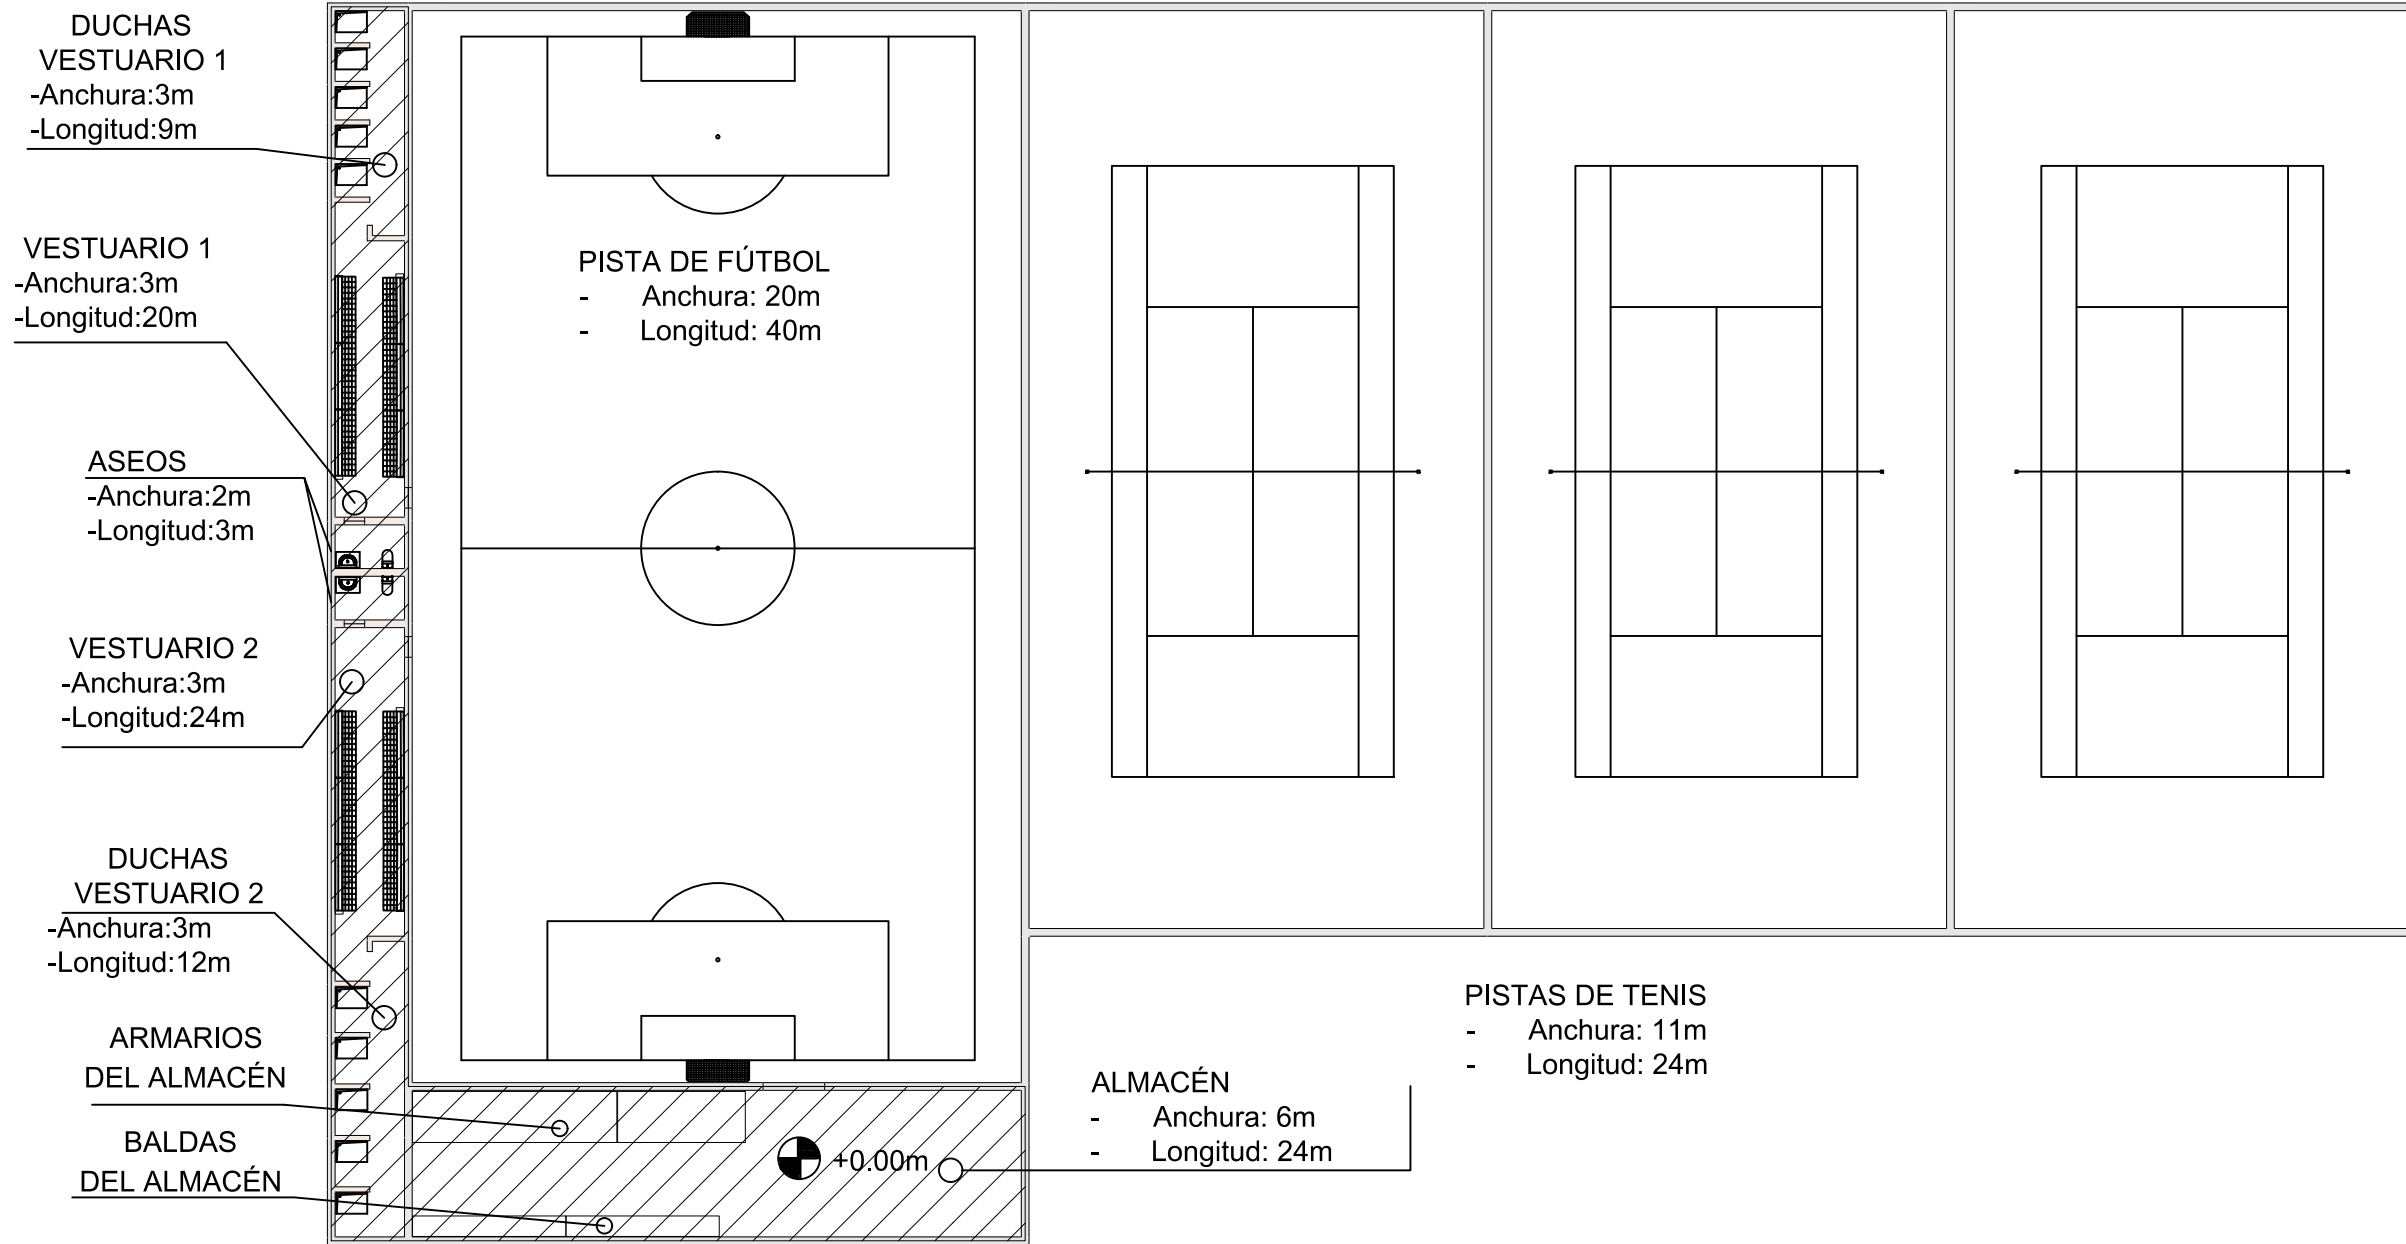 DUCHAS
VESTUARIO 1
-Anchura:3m
-Longitud:9m
VESTUARIO 1
-Anchura:3m
-Longitud:20m
ASEOS
-Anchura:2m
-Longitud:3m
VESTUARIO 2
-Anchura:3m
-Longitud:24m
DUCHAS
VESTUARIO 2
-Anchura:3m
-Longitud:12m
ARMARIOS
DEL ALMACÉN
BALDAS
DEL ALMACÉN
PISTA DE FÚTBOL
- Anchura: 20m
- Longitud: 40m
+0.00m
ALMACÉN
- Anchura: 6m
- Longitud: 24m
PISTAS DE TENIS
- Anchura: 11m
- Longitud: 24m